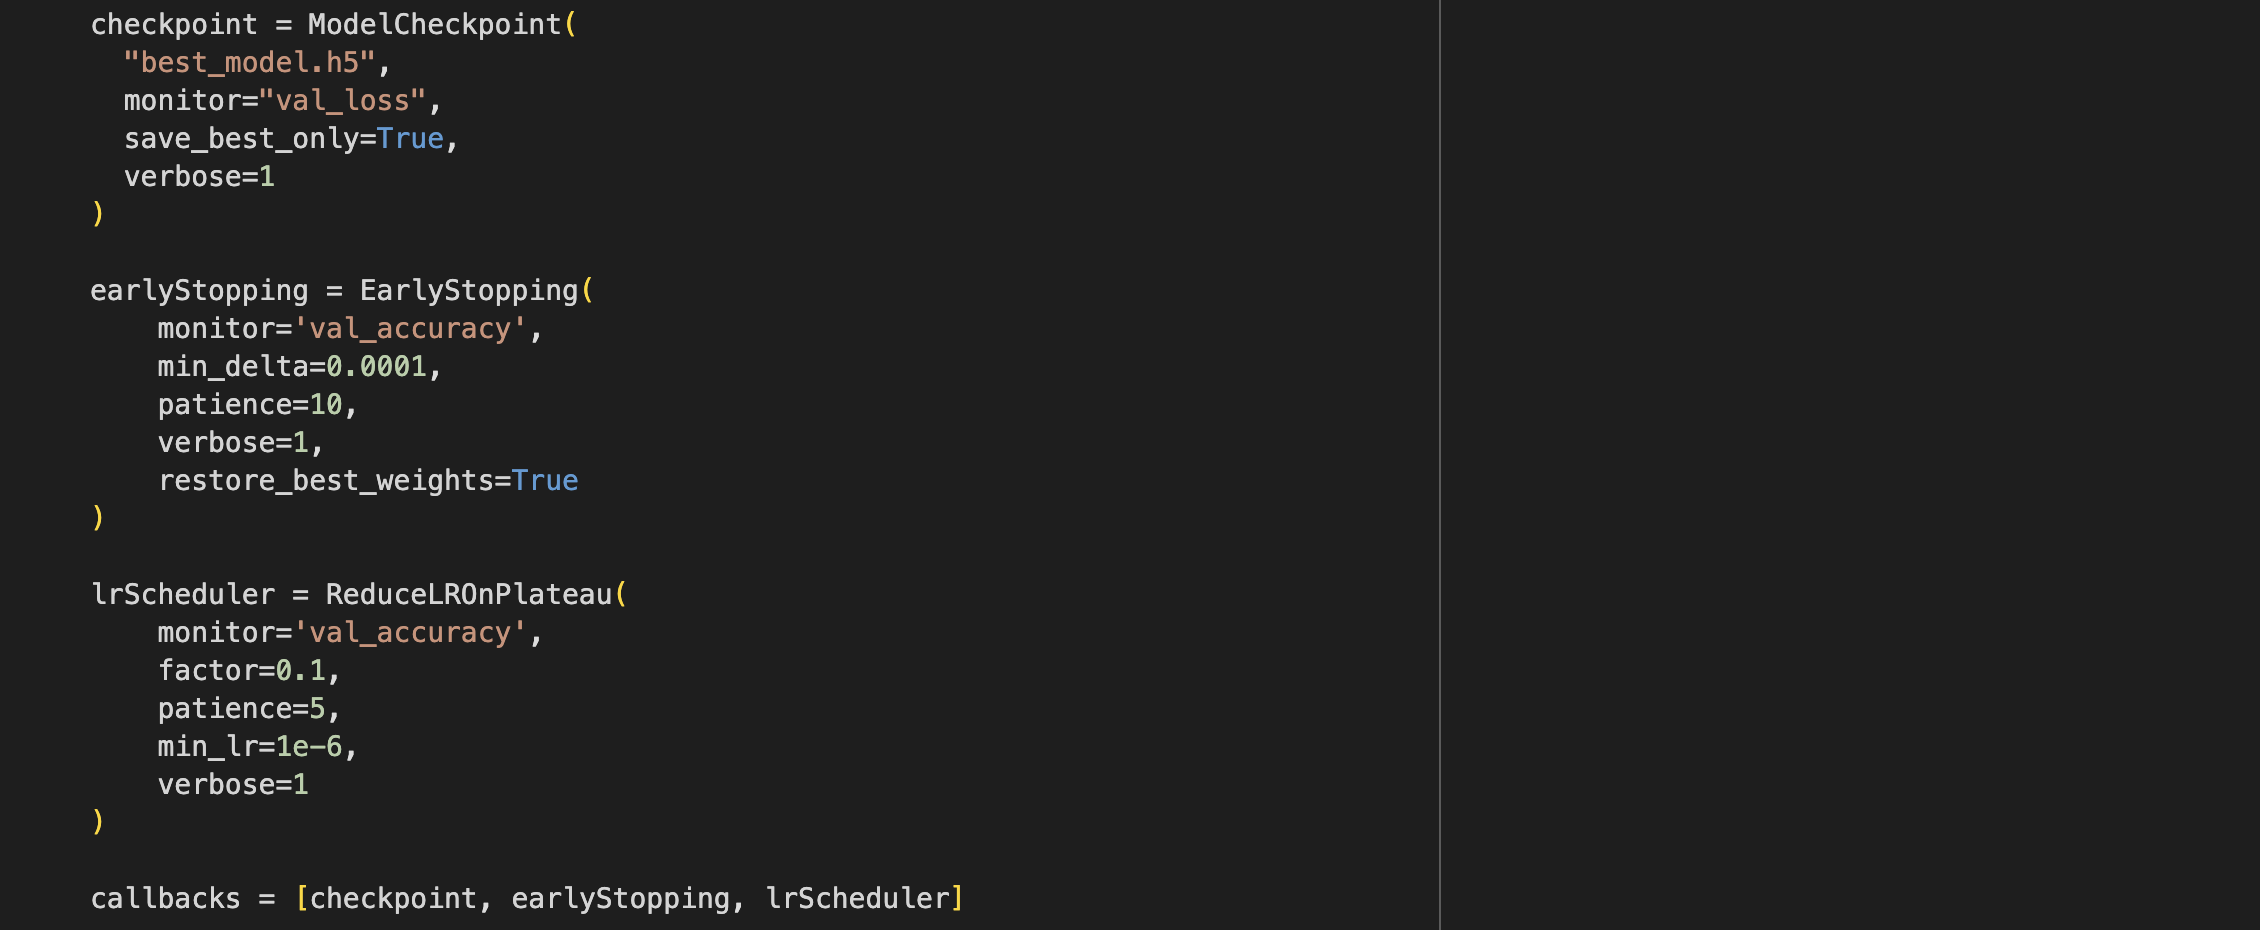 checkpoint = ModelCheckpoint(
  "best_model.h5",
  monitor="val_loss",
  save_best_only=True,
  verbose=1
)

earlyStopping = EarlyStopping(
    monitor='val_accuracy',
    min_delta=0.0001,
    patience=10,
    verbose=1,
    restore_best_weights=True
)

lrScheduler = ReduceLROnPlateau(
    monitor='val_accuracy',
    factor=0.1,
    patience=5,
    min_lr=1e-6,
    verbose=1
)

callbacks = [checkpoint, earlyStopping, lrScheduler]